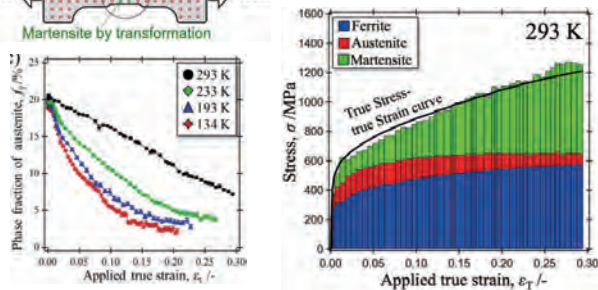 Martensite by transformation
)
Phase fraction of austenite, fγ /%
25
20
15
10
5
0
293 K
233 K
193 K
134 K
0.00 0.05 0.10 0.15 0.20 0.25 0.30
Applied true strain, εt /-
Stress, σ /MPa
1600
1400
1200
1000
800
600
400
200
0
Ferrite
Austenite
Martensite
293 K
True Stress-
true Strain curve
0.00 0.05 0.10 0.15 0.20 0.25 0.30
Applied true strain, εT /-